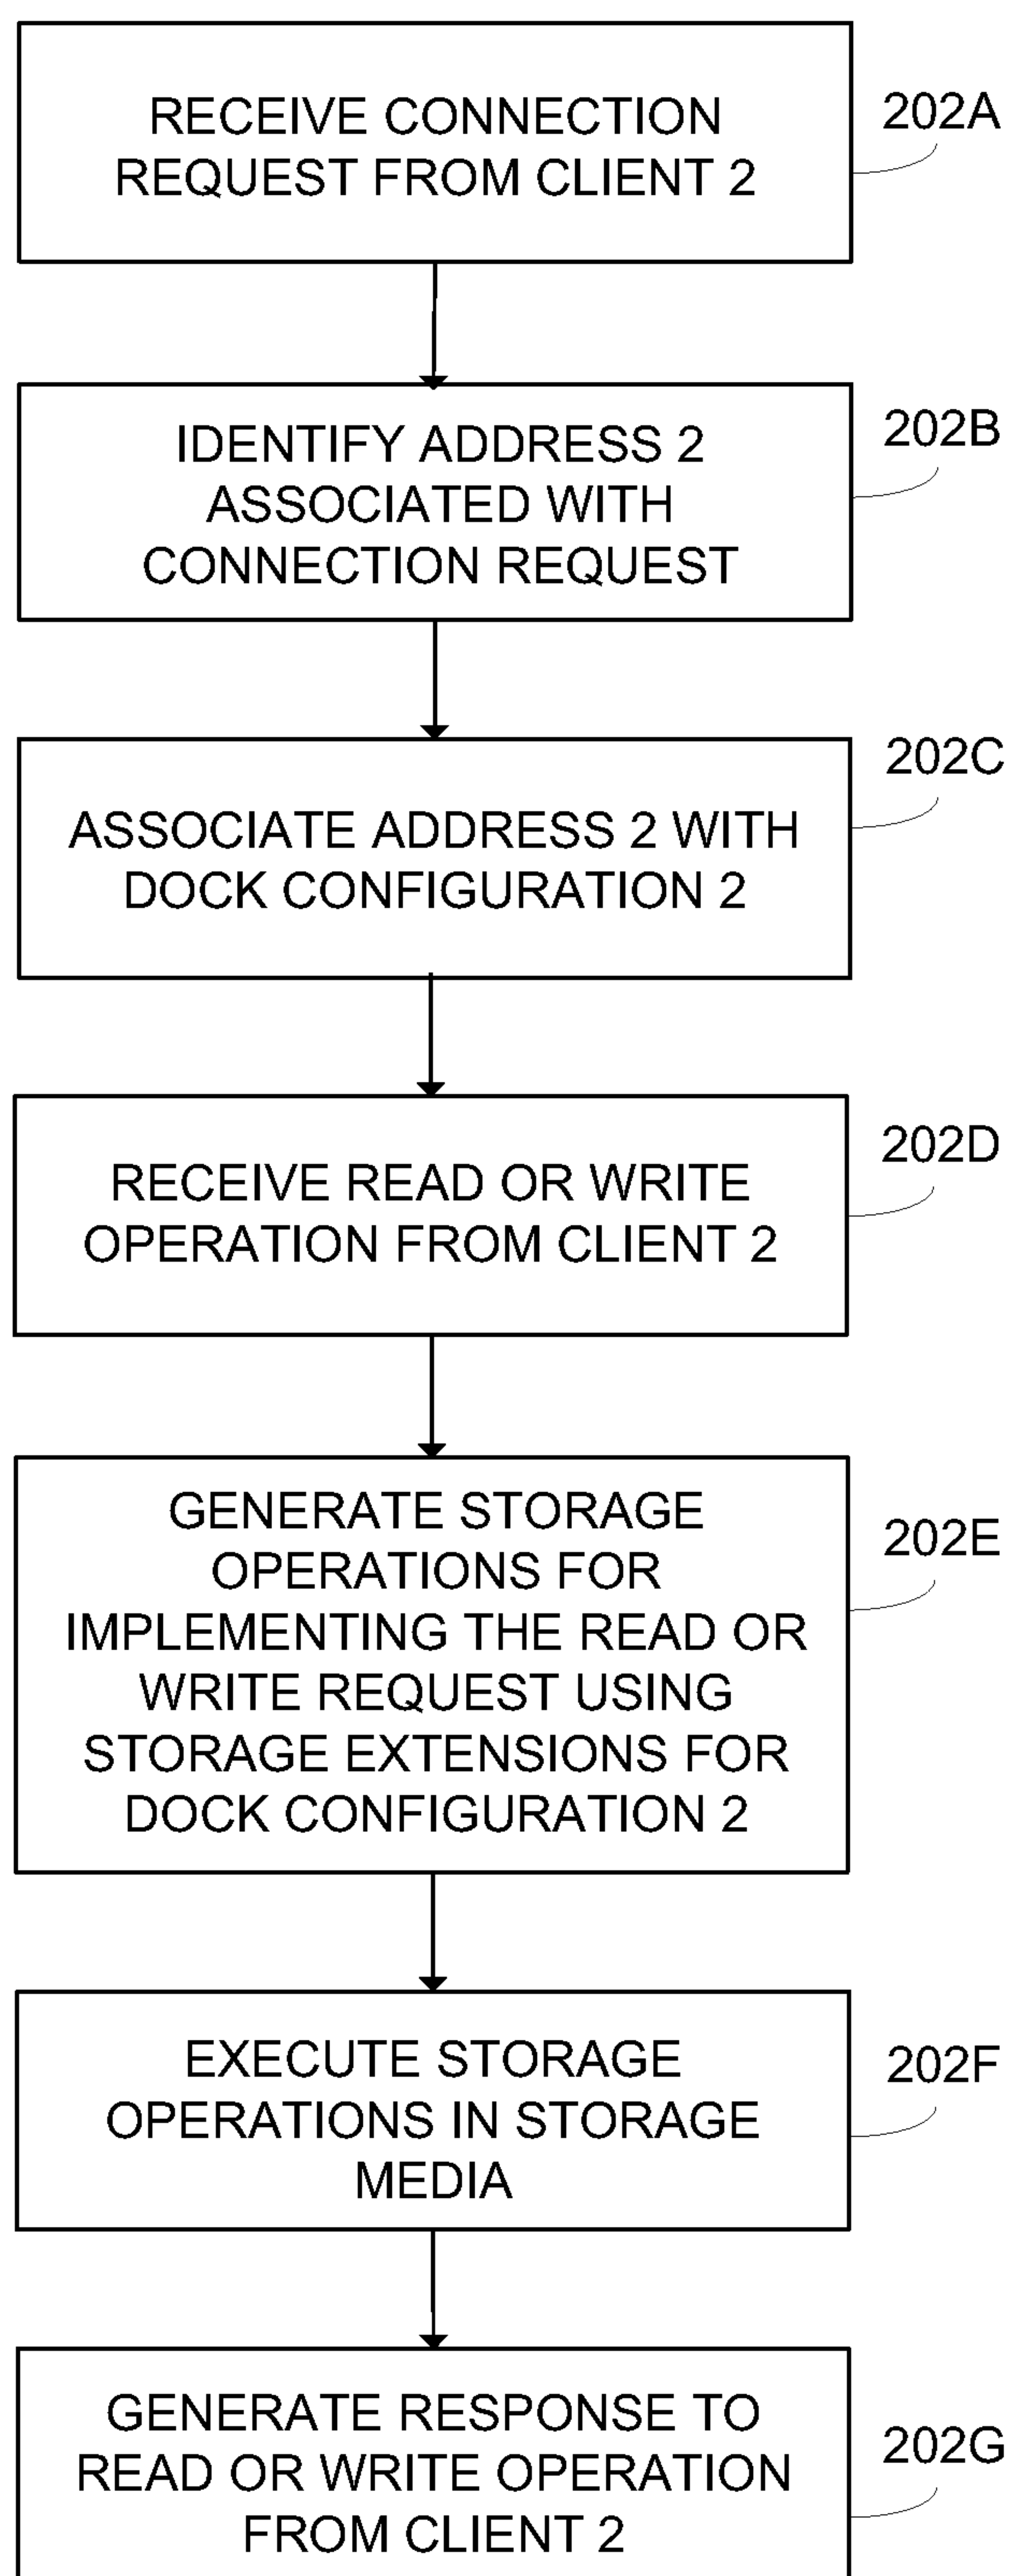 RECEIVE CONNECTION
REQUEST FROM CLIENT 2
202A
IDENTIFY ADDRESS 2
ASSOCIATED WITH
CONNECTION REQUEST
202B
ASSOCIATE ADDRESS 2 WITH
DOCK CONFIGURATION 2
202C
RECEIVE READ OR WRITE
OPERATION FROM CLIENT 2
202D
GENERATE STORAGE
OPERATIONS FOR
IMPLEMENTING THE READ OR
WRITE REQUEST USING
STORAGE EXTENSIONS FOR
DOCK CONFIGURATION 2
202E
EXECUTE STORAGE
OPERATIONS IN STORAGE
MEDIA
202F
GENERATE RESPONSE TO
READ OR WRITE OPERATION
FROM CLIENT 2
202G